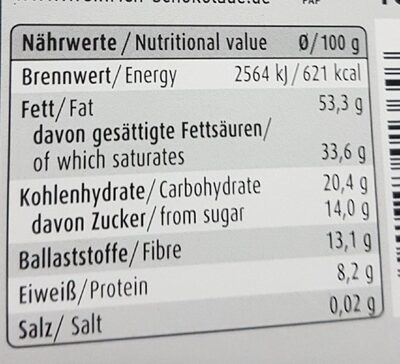 Nährwerte / Nutritional value Ø/100 g
Brennwert/Energy 2564 kJ/621 kcal
Fett/Fat 53,3 g
davon gesättigte Fettsäuren/
of which saturates 33,6 g
Kohlenhydrate/Carbohydrate 20,4 g
davon Zucker/from sugar 14,0 g
Ballaststoffe/Fibre 13,1 g
Eiweiß/Protein 8,2 g
Salz/Salt 0,02 g